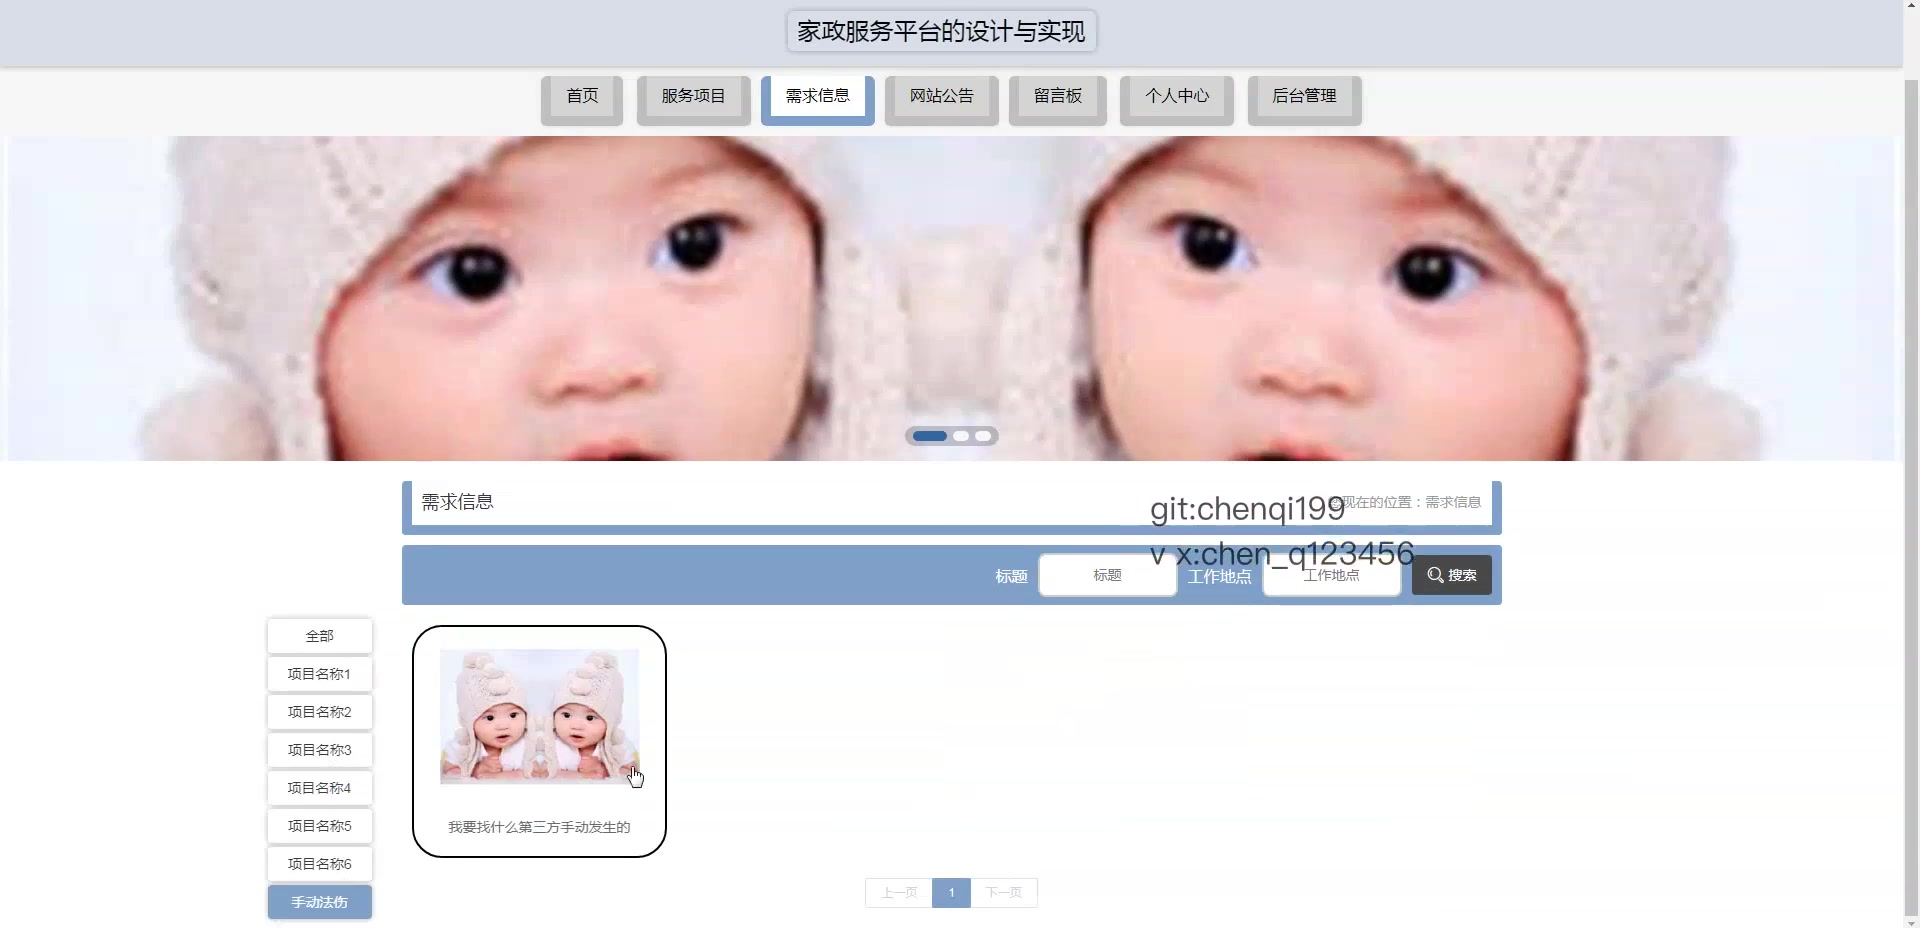 家政服务平台的设计与实现
首页
服务项目
需求信息
网站公告
留言板
个人中心
后台管理
需求信息
现在的位置：需求信息
git:chenqi199
v x:chen_q123456
标题
标题
工作地点
工作地点
搜索
全部
项目名称1
项目名称2
项目名称3
项目名称4
项目名称5
项目名称6
手动法伤
我要找什么第三方手动发生的
上一页
1
下一页